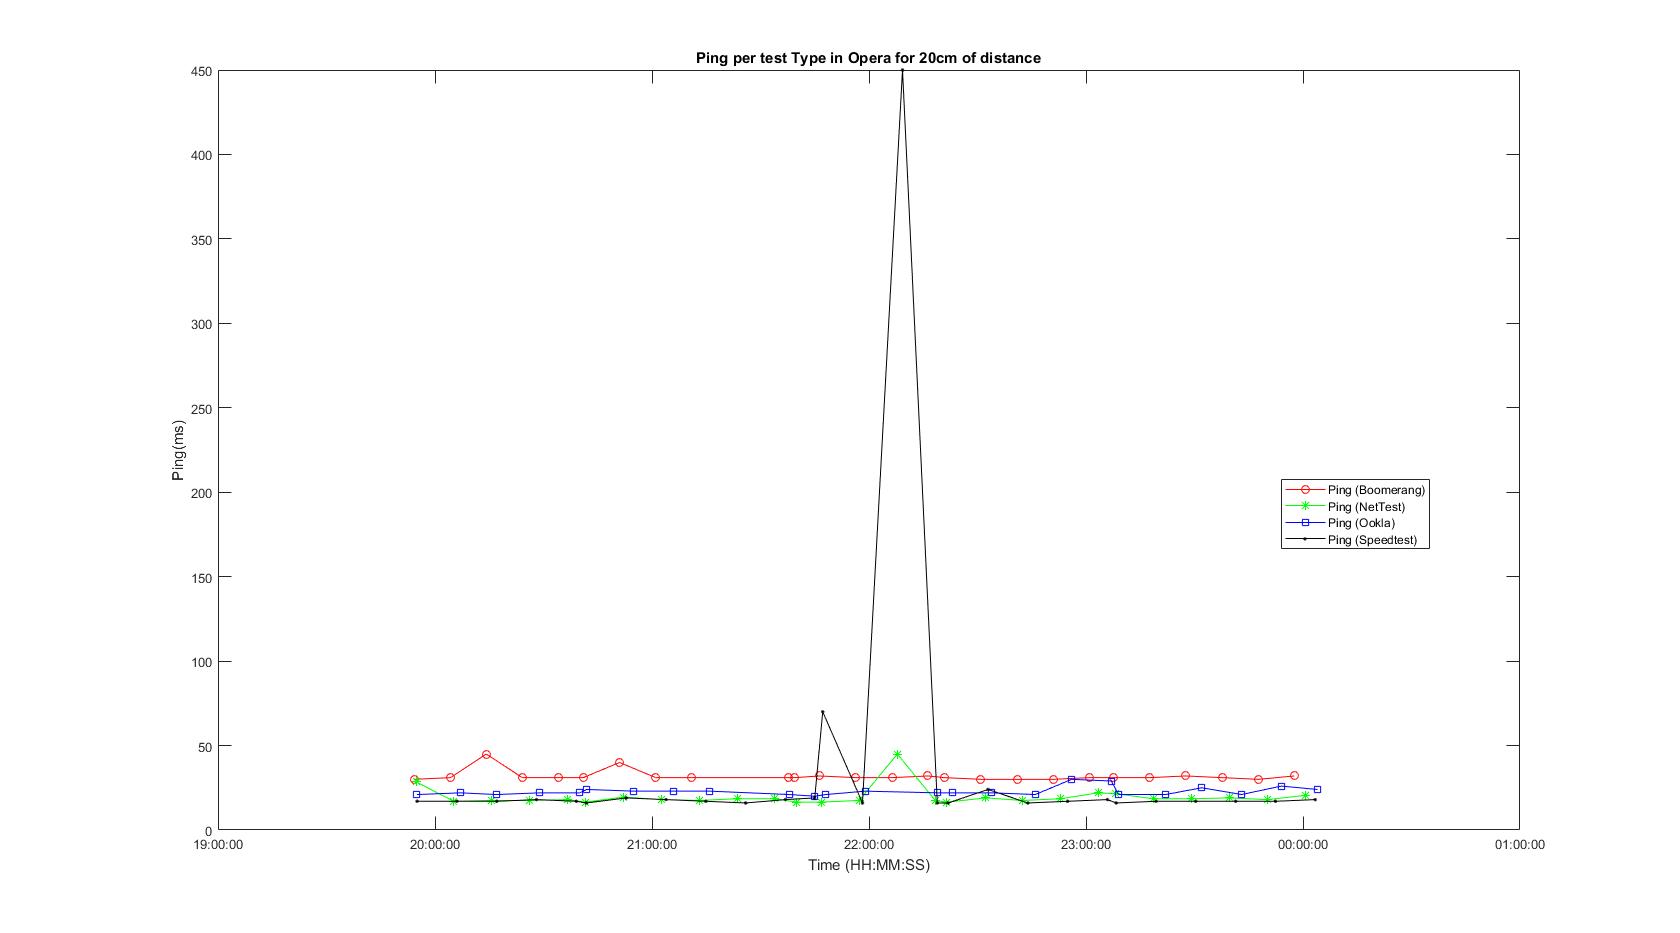 Ping per test Type in Opera for 20cm of distance
450
400
350
300
250
200
150
100
50
0
Ping(ms)
Ping (Boomerang)
Ping (NetTest)
Ping (Ookla)
Ping (Speedtest)
19:00:00
20:00:00
21:00:00
22:00:00
23:00:00
00:00:00
01:00:00
Time (HH:MM:SS)